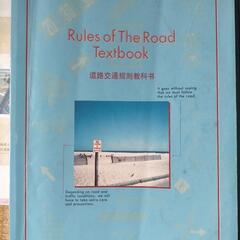 Rules of The Road
Textbook
道路交通规则教科书
It goes without saying
that we must follow
the rules of the road.
Depending on road and
traffic conditions, we will
have to take extra care
and precautions.